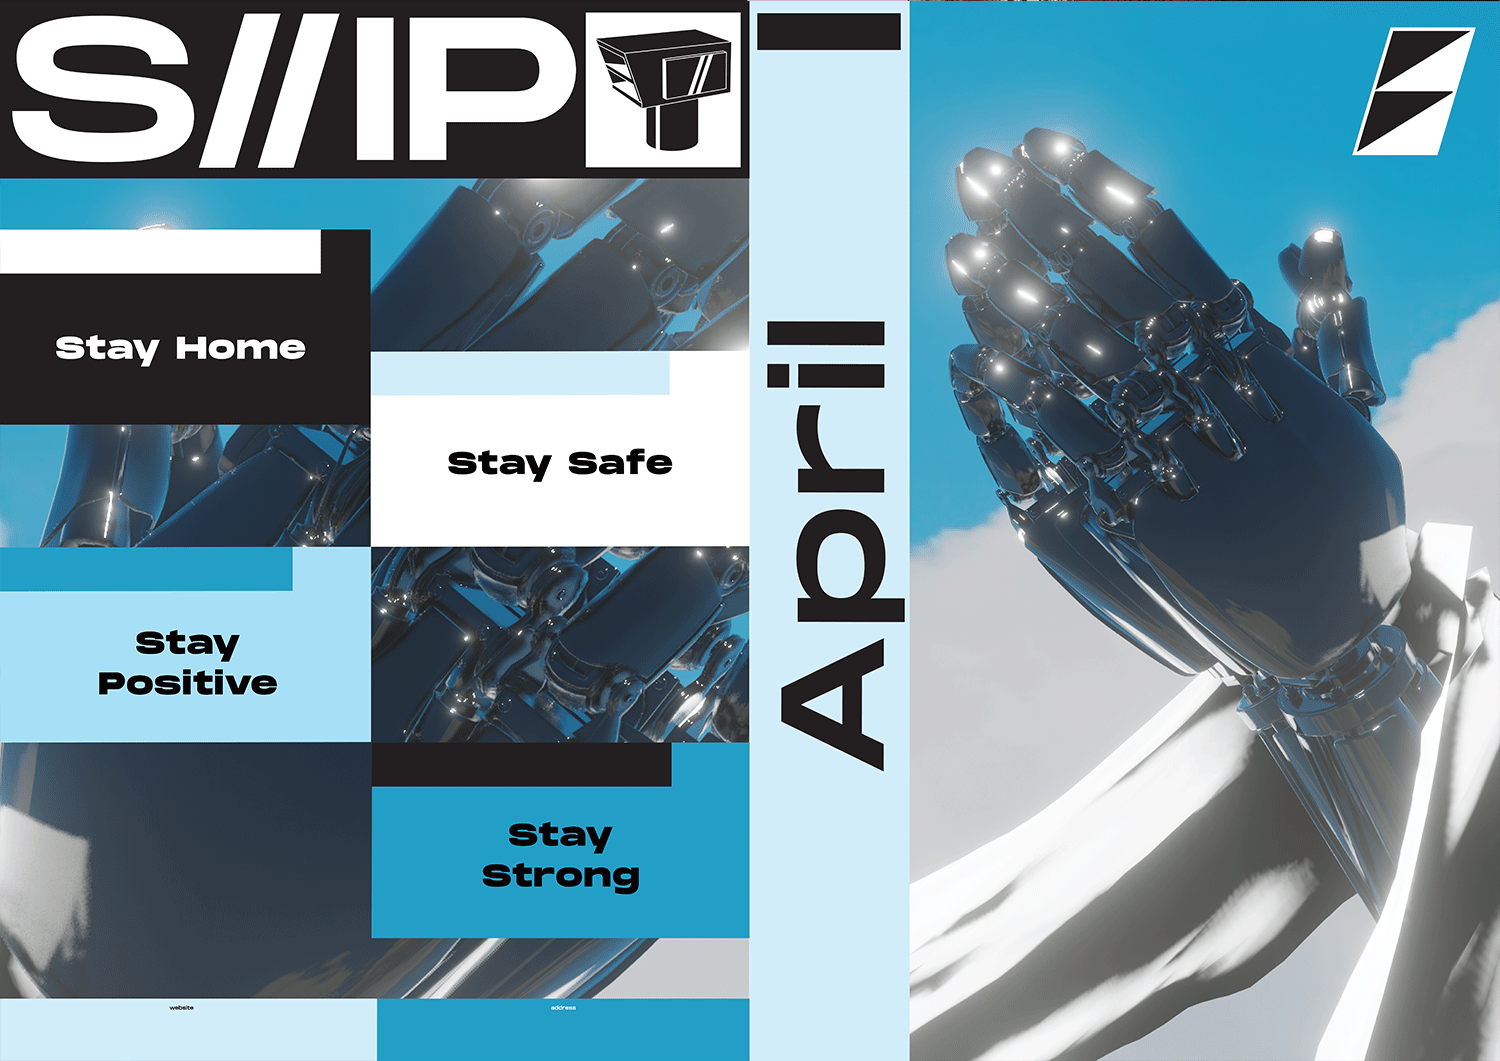 S//IP
Stay Home
Stay Safe
Stay
Positive
Stay
Strong
website
address
April